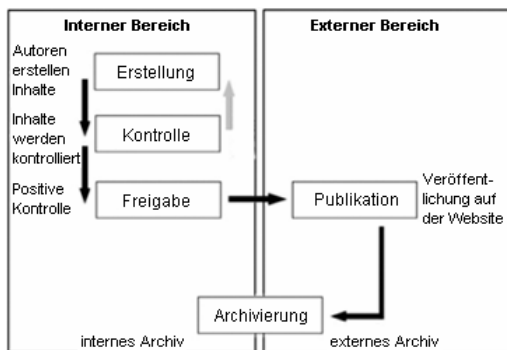 Interner Bereich
Autoren
erstellen
Inhalte
Erstellung
Inhalte
werden
kontrolliert
Kontrolle
Positive
Kontrolle
Freigabe
Externer Bereich
Publikation
Veröffent-
lichung auf
der Website
Archivierung
internes Archiv
externes Archiv